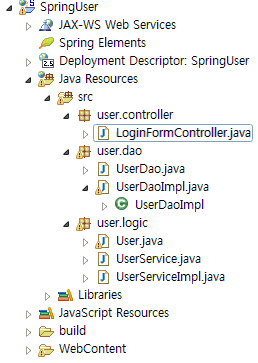 SpringUser
JAX-WS Web Services
Spring Elements
Deployment Descriptor: SpringUser
Java Resources
src
user.controller
LoginFormController.java
user.dao
UserDao.java
UserDaoImpl.java
UserDaoImpl
user.logic
User.java
UserService.java
UserServiceImpl.java
Libraries
JavaScript Resources
build
WebContent